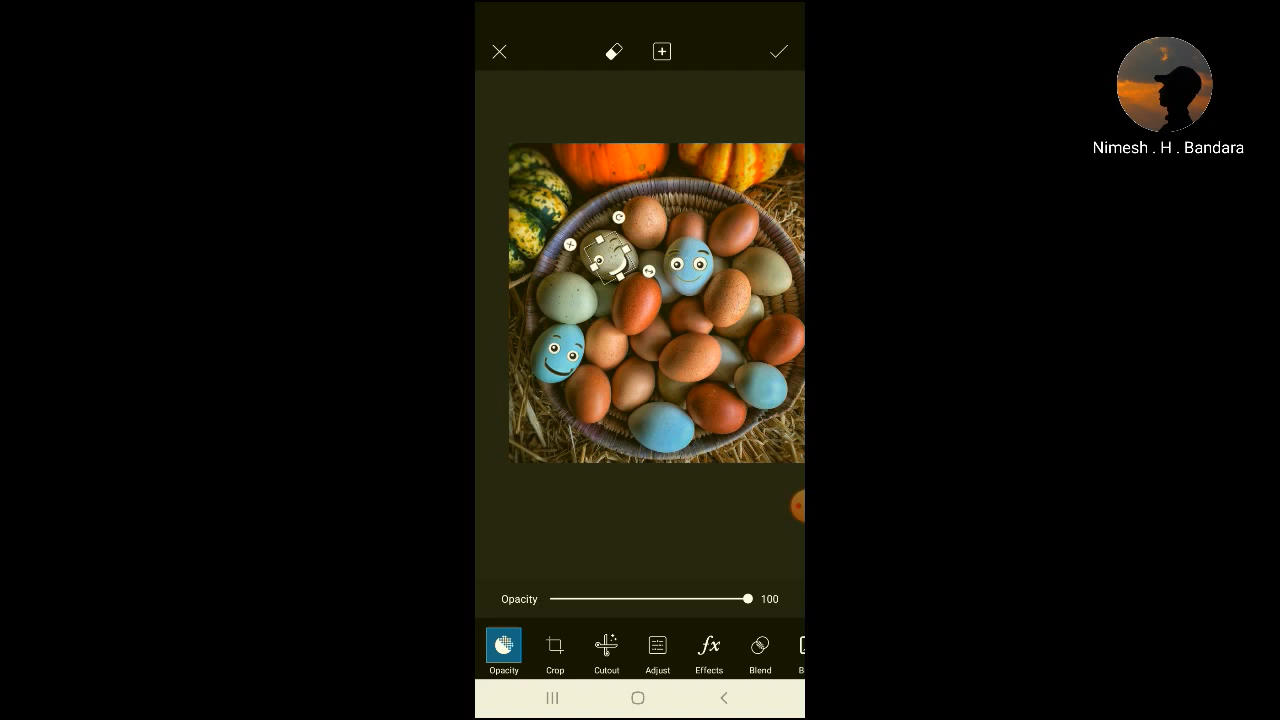 Nimesh . H . Bandara
Opacity 100
Opacity Crop Cutout Adjust Effects Blend